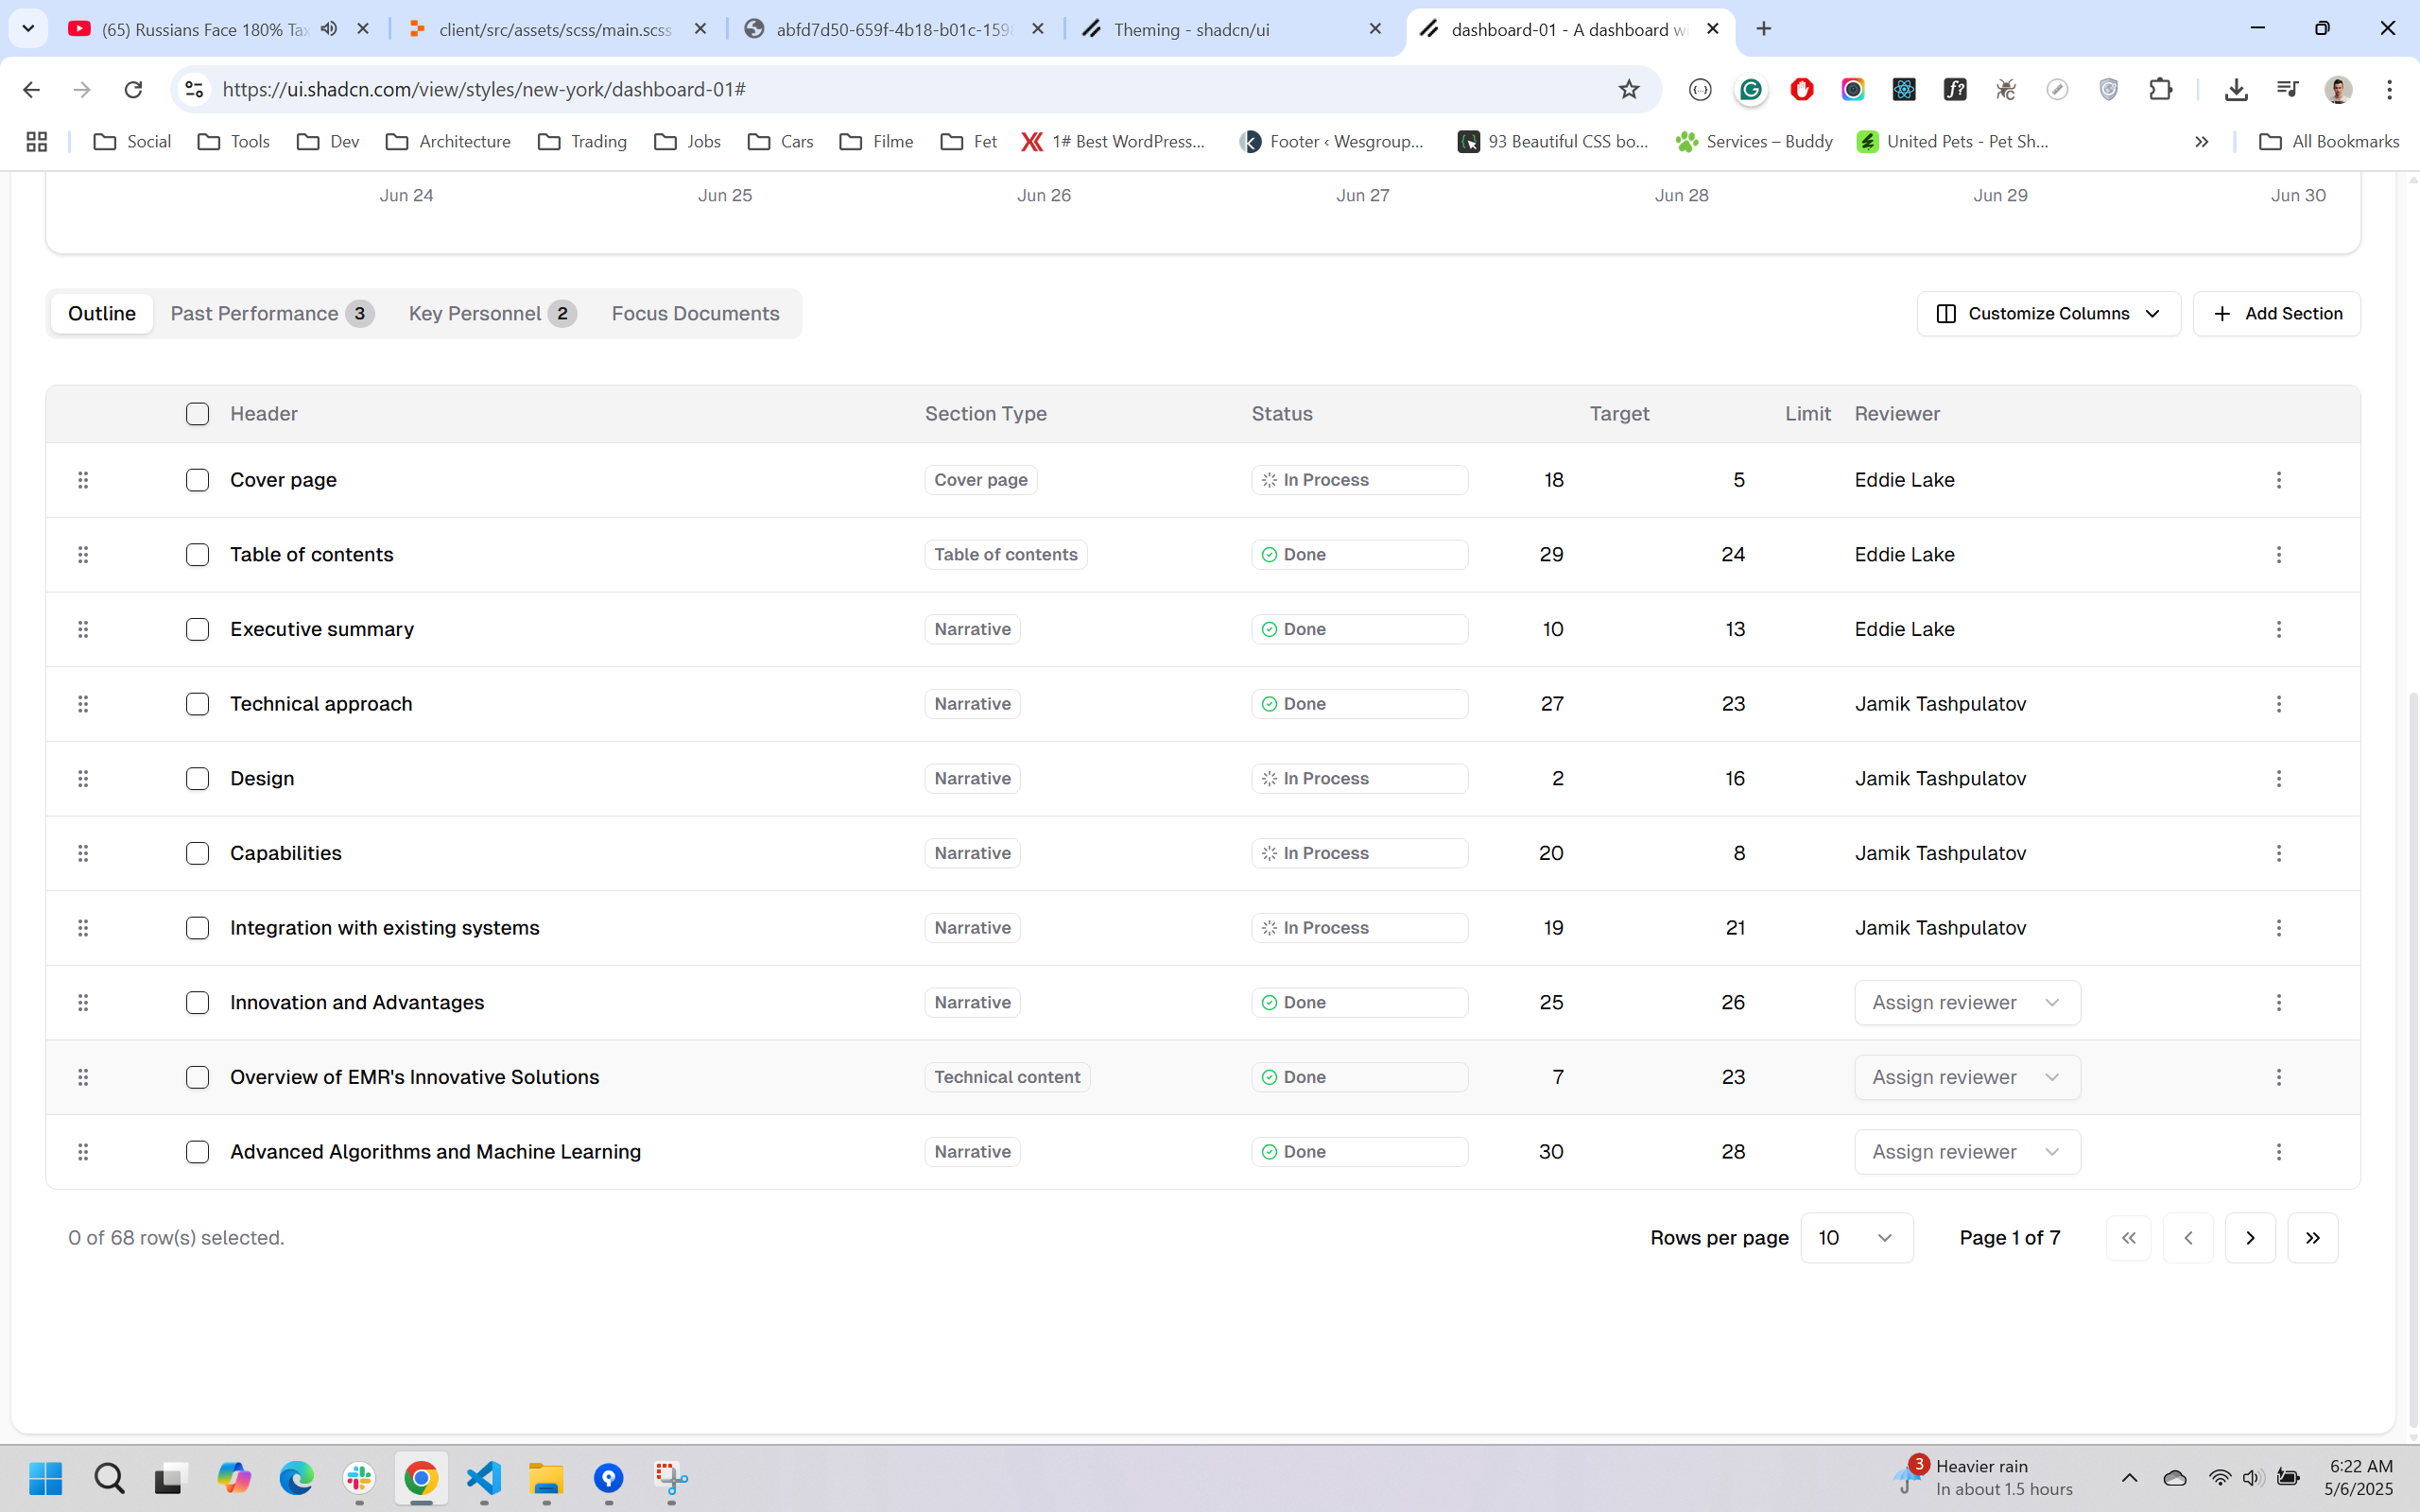 (65) Russians Face 180% Tax
client/src/assets/scss/main.scss
abfd7d50-659f-4b18-b01c-159
Theming - shadcn/ui
dashboard-01 - A dashboard wi
https://ui.shadcn.com/view/styles/new-york/dashboard-01#
Social Tools Dev Architecture Trading Jobs Cars Filme Fet 1# Best WordPress... Footer ‹ Wesgroup... 93 Beautiful CSS bo... Services – Buddy United Pets - Pet Sh... » All Bookmarks
Jun 24 Jun 25 Jun 26 Jun 27 Jun 28 Jun 29 Jun 30
Outline Past Performance 3 Key Personnel 2 Focus Documents Customize Columns Add Section
Header Section Type Status Target Limit Reviewer
Cover page Cover page In Process 18 5 Eddie Lake
Table of contents Table of contents Done 29 24 Eddie Lake
Executive summary Narrative Done 10 13 Eddie Lake
Technical approach Narrative Done 27 23 Jamik Tashpulatov
Design Narrative In Process 2 16 Jamik Tashpulatov
Capabilities Narrative In Process 20 8 Jamik Tashpulatov
Integration with existing systems Narrative In Process 19 21 Jamik Tashpulatov
Innovation and Advantages Narrative Done 25 26 Assign reviewer
Overview of EMR's Innovative Solutions Technical content Done 7 23 Assign reviewer
Advanced Algorithms and Machine Learning Narrative Done 30 28 Assign reviewer
0 of 68 row(s) selected. Rows per page 10 Page 1 of 7
3 Heavier rain
In about 1.5 hours
6:22 AM
5/6/2025